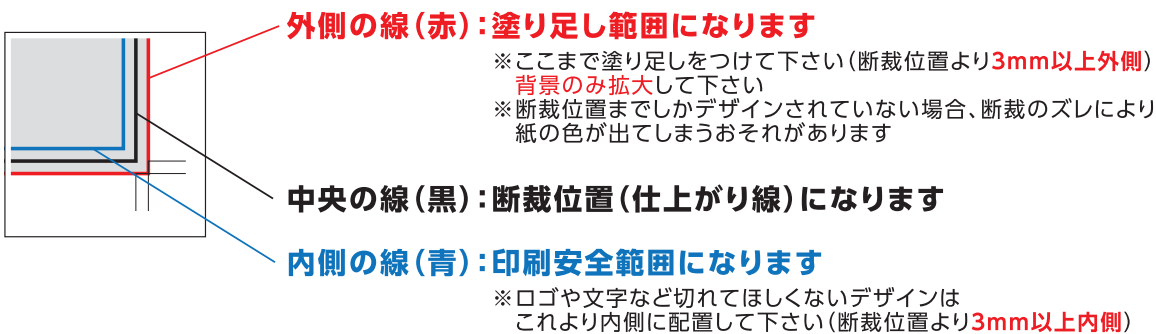 外側の線（赤）：塗り足し範囲になります
※ここまで塗り足しをつけて下さい（断裁位置より3mm以上外側）
背景のみ拡大して下さい
※断裁位置までしかデザインされていない場合、断裁のズレにより
紙の色が出てしまうおそれがあります
中央の線（黒）：断裁位置（仕上がり線）になります
内側の線（青）：印刷安全範囲になります
※ロゴや文字など切れてほしくないデザインは
これより内側に配置して下さい（断裁位置より3mm以上内側）